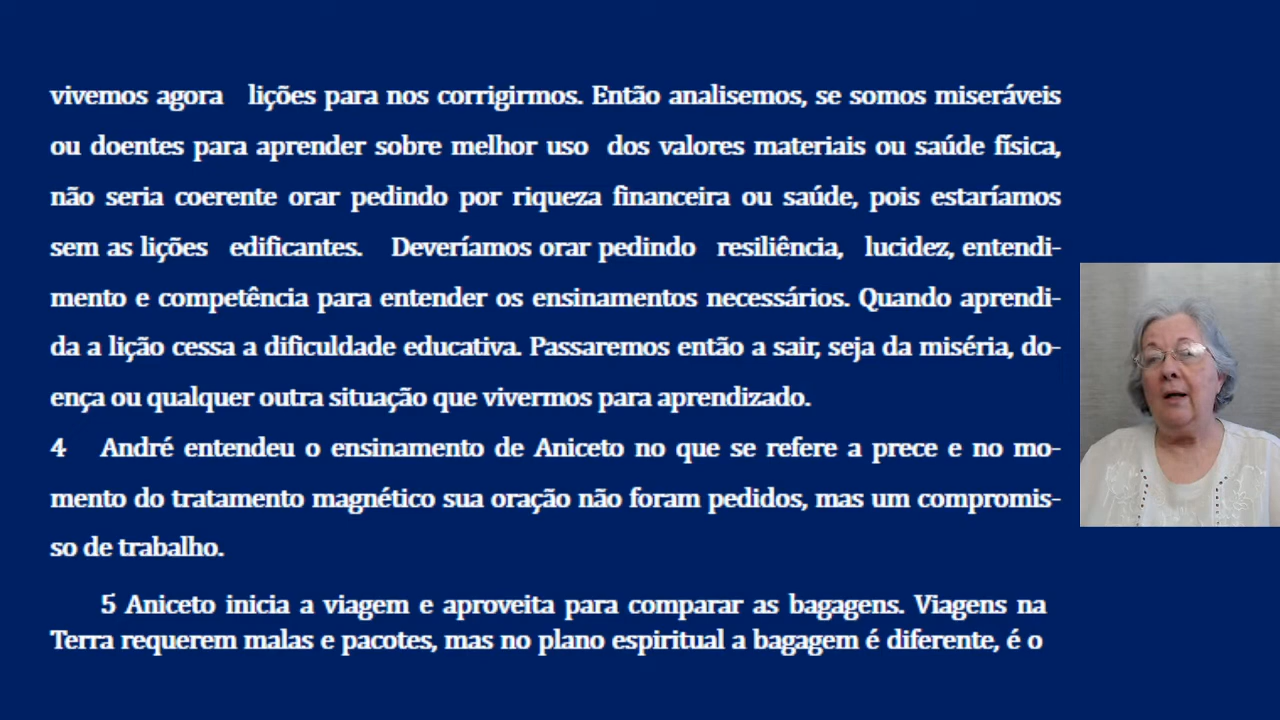 vivemos agora lições para nos corrigirmos. Então analisemos, se somos miseráveis
ou doentes para aprender sobre melhor uso dos valores materiais ou saúde física,
não seria coerente orar pedindo por riqueza financeira ou saúde, pois estaríamos
sem as lições edificantes. Deveríamos orar pedindo resiliência, lucidez, entendi-
mento e competência para entender os ensinamentos necessários. Quando aprendi-
da a lição cessa a dificuldade educativa. Passaremos então a sair, seja da miséria, do-
ença ou qualquer outra situação que vivermos para aprendizado.
4 André entendeu o ensinamento de Aniceto no que se refere a prece e no mo-
mento do tratamento magnético sua oração não foram pedidos, mas um compromis-
so de trabalho.
5 Aniceto inicia a viagem e aproveita para comparar as bagagens. Viagens na
Terra requerem malas e pacotes, mas no plano espiritual a bagagem é diferente, é o